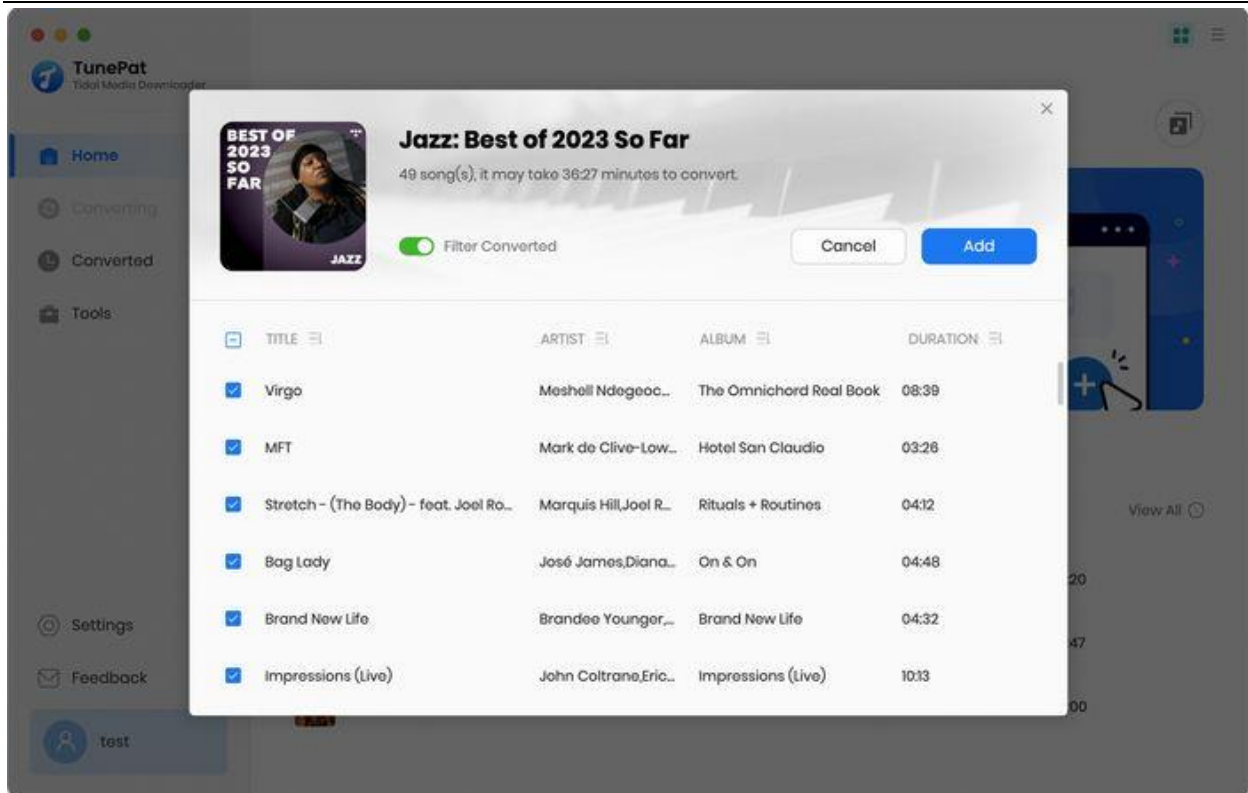 TunePat
Tidal Media Downloader
Home
Converting
Converted
Tools
Settings
Feedback
test
BEST OF
2023
SO
FAR
JAZZ
Jazz: Best of 2023 So Far
49 song(s), it may take 36:27 minutes to convert.
Filter Converted
Cancel
Add
TITLE ARTIST ALBUM DURATION
Virgo Meshell Ndegeoc... The Omnichord Real Book 08:39
MFT Mark de Clive-Low... Hotel San Claudio 03:26
Stretch - (The Body) - feat. Joel Ro... Marquis Hill,Joel R... Rituals + Routines 04:12
Bag Lady José James,Diana... On & On 04:48
Brand New Life Brandee Younger,... Brand New Life 04:32
Impressions (Live) John Coltrane,Eric... Impressions (Live) 10:13
View All
20
47
00